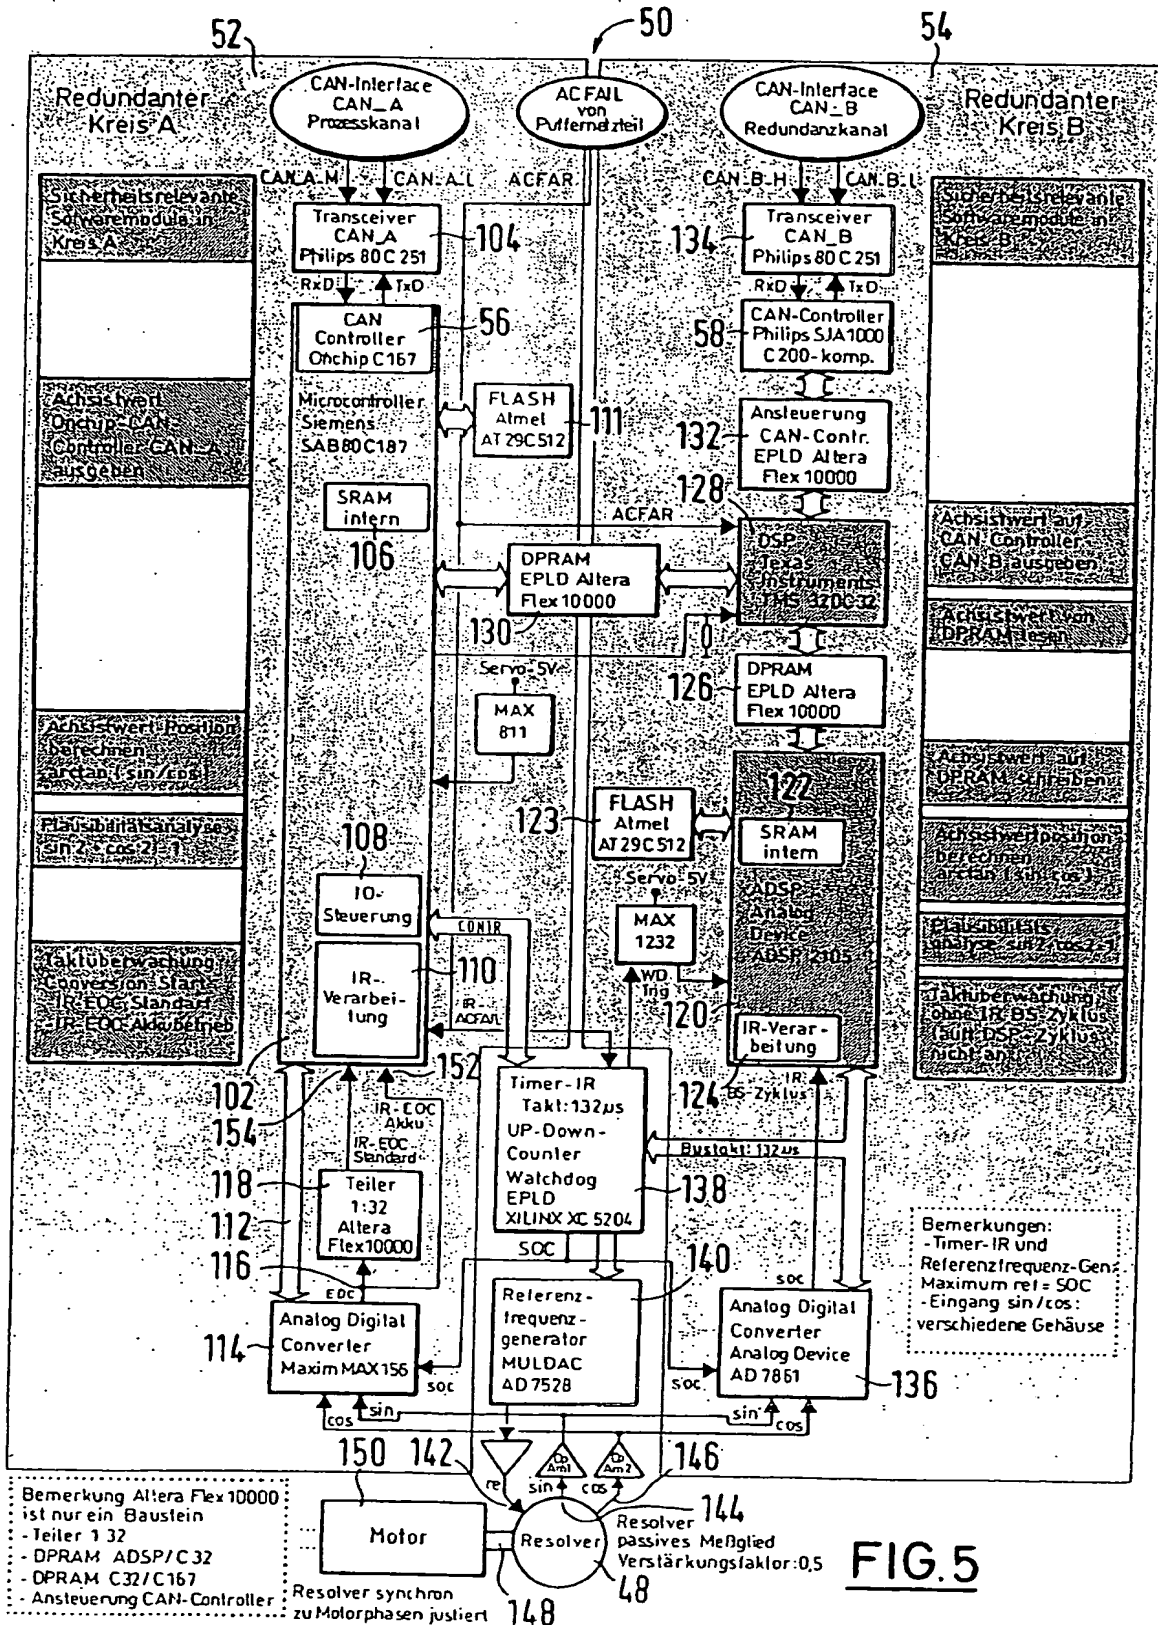 52
50
54
Redundanter
Kreis A
CAN-Interface
CAN_A
Prozesskanal
AC FAIL
von
Puffernetzteil
CAN-Interface
CAN_B
Redundanzkanal
Redundanter
Kreis B
CAN_A_M
CAN_A_L
ACFAR
CAN_B_H
CAN_B_L
Sicherheitsrelevante
Sofwaremodule in
Kreis A
Transceiver
CAN_A
Philips 80C251
104
134
Transceiver
CAN_B
Philips 80C251
Sicherheitsrelevante
Softwaremodule in
Kreis B
RxD
TxD
RxD
TxD
CAN
Controller
Onchip C167
56
58
CAN-Controller
Philips SJA1000
C200-komp.
Achsistwert
Onchip-CAN-
Controller CAN_A
ausgeben
Microcontroller
Siemens
SAB80C187
FLASH
Atmel
AT29C512
111
132
Ansteuerung
CAN-Contr.
EPLD Altera
Flex 10000
SRAM
intern
106
128
ACFAR
DSP
Texas
Instruments
TMS 320C32
Achsistwert auf
CAN Controller
CAN_B ausgeben
DPRAM
EPLD Altera
Flex 10000
130
Achsistwert von
DPRAM lesen
Servo-5V
MAX
811
126
DPRAM
EPLD Altera
Flex 10000
Achsistwert-Position
berechnen
arctan (sin/cos)
Achsistwert auf
DPRAM schreiben
123
FLASH
Atmel
AT29C512
122
SRAM
intern
Plausibilitätsanalyse
sin2 + cos2) - 1
Achsistwertposition
berechnen
arctan (sin/cos)
108
IO-
Steuerung
CONTR
Servo-5V
MAX
1232
ADSP
Analog
Device
ADSP 2105
Plausibilitäts
analyse sin2 cos2=1
Taktüberwachung
Conversion Start
-IR-EOC Standard
-IR-EOC Akkubetrieb
IR-
Verarbei-
tung
110
IR-
ACFAIL
WD
Trig
120
IR-Verar-
beitung
Taktüberwachung
ohne IR BS-Zyklus
(auf DSP-Zyklus
nicht an)
102
154
152
124
IR
BS-Zyklus
IR-EOC
Akku
IR-EOC
Standard
Timer-IR
Takt: 132µs
UP-Down-
Counter
Watchdog
EPLD
XILINX XC 5204
Bustakt: 132µs
138
118
Teiler
1:32
Altera
Flex10000
112
116
EOC
SOC
140
SOC
Bemerkungen:
-Timer-IR und
Referenzfrequenz-Gen:
Maximum ref = SOC
-Eingang sin/cos:
verschiedene Gehäuse
114
Analog Digital
Converter
Maxim MAX 156
SOC
Referenz-
frequenz-
generator
MULDAC
AD 7528
SOC
Analog Digital
Converter
Analog Device
AD 7861
136
cos
sin
sin
cos
150
142
re
Op
Am1
sin
Op
Am2
cos
146
144
Bemerkung Altera Flex 10000
ist nur ein Baustein
- Teiler 1 32
- DPRAM ADSP/C32
- DPRAM C32/C167
- Ansteuerung CAN-Controller
Motor
Resolver
Resolver
passives Meßglied
Verstärkungsfaktor: 0,5
48
148
Resolver synchron
zu Motorphasen justiert
FIG. 5